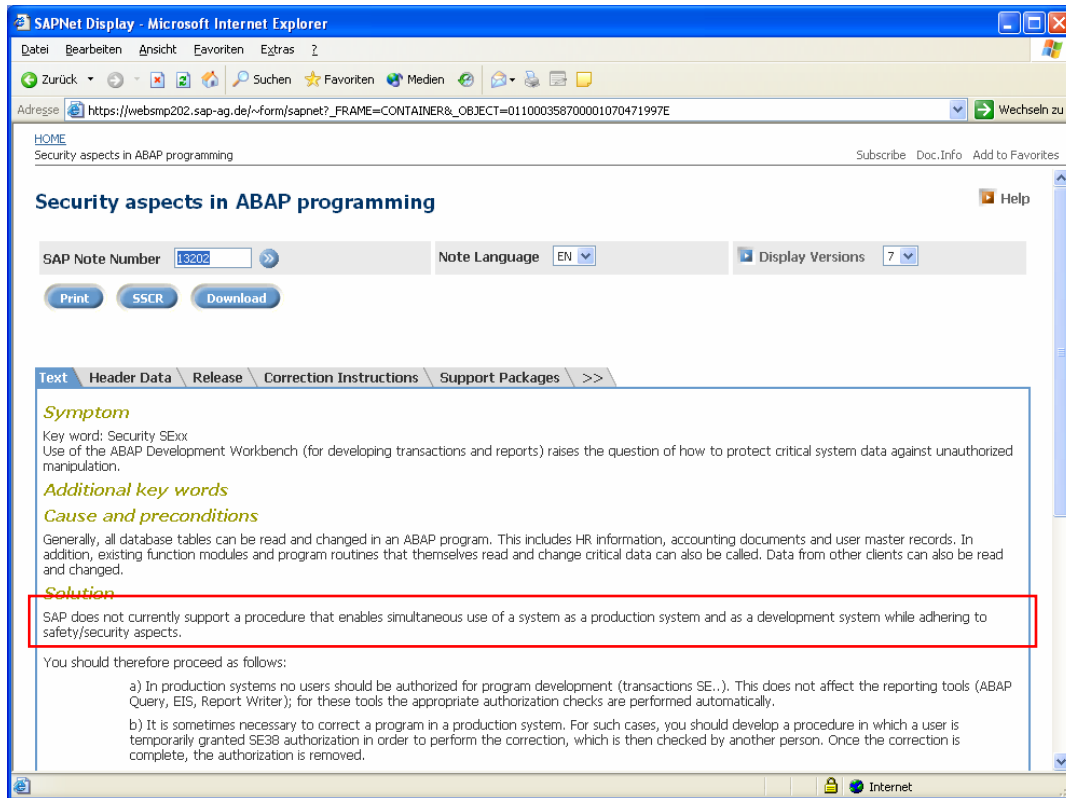 SAPNet Display - Microsoft Internet Explorer
Datei Bearbeiten Ansicht Favoriten Extras ?
Zurück Suchen Favoriten Medien
Adresse https://websmp202.sap-ag.de/~form/sapnet?_FRAME=CONTAINER&_OBJECT=011000358700001070471997E Wechseln zu
HOME
Security aspects in ABAP programming Subscribe Doc.Info Add to Favorites
Security aspects in ABAP programming Help
SAP Note Number 13202 Note Language EN Display Versions 7
Print SSCR Download
Text Header Data Release Correction Instructions Support Packages >>
Symptom
Key word: Security SExx
Use of the ABAP Development Workbench (for developing transactions and reports) raises the question of how to protect critical system data against unauthorized
manipulation.
Additional key words
Cause and preconditions
Generally, all database tables can be read and changed in an ABAP program. This includes HR information, accounting documents and user master records. In
addition, existing function modules and program routines that themselves read and change critical data can also be called. Data from other clients can also be read
and changed.
Solution
SAP does not currently support a procedure that enables simultaneous use of a system as a production system and as a development system while adhering to
safety/security aspects.
You should therefore proceed as follows:
a) In production systems no users should be authorized for program development (transactions SE..). This does not affect the reporting tools (ABAP
Query, EIS, Report Writer); for these tools the appropriate authorization checks are performed automatically.
b) It is sometimes necessary to correct a program in a production system. For such cases, you should develop a procedure in which a user is
temporarily granted SE38 authorization in order to perform the correction, which is then checked by another person. Once the correction is
complete, the authorization is removed.
Internet